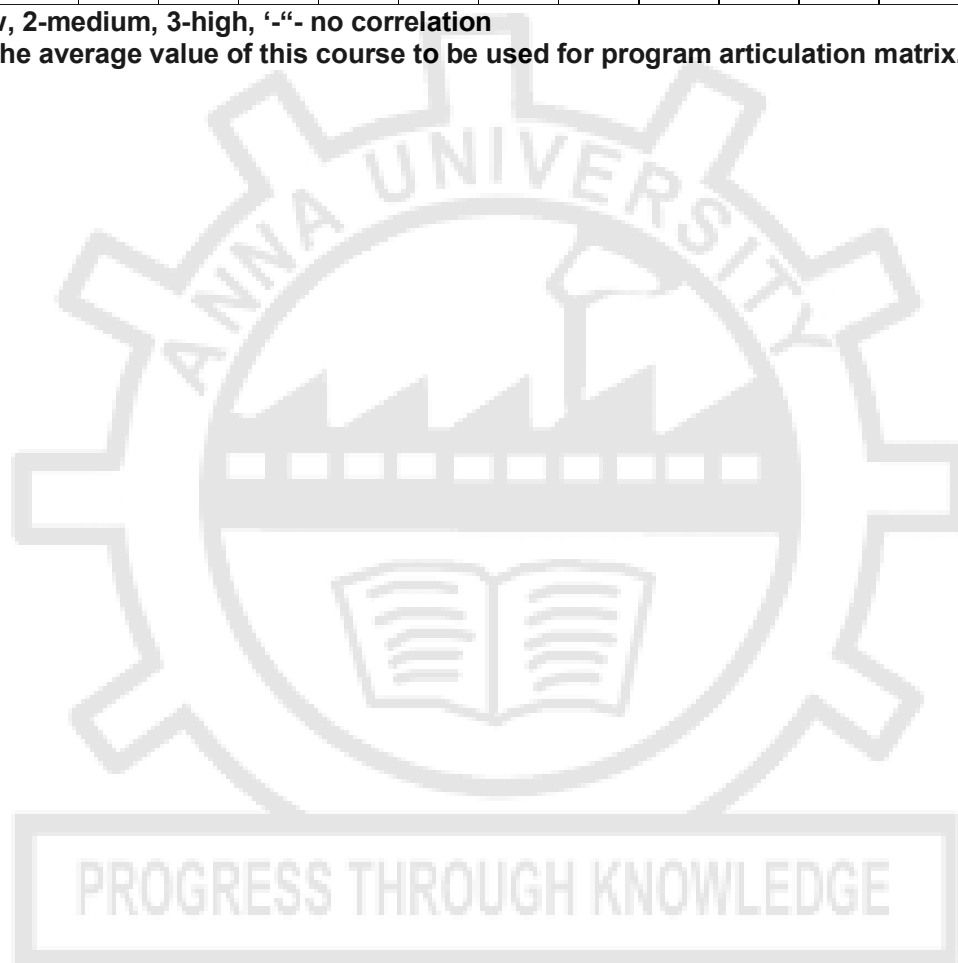 , 2-medium, 3-high, ‘-“- no correlation
he average value of this course to be used for program articulation matrix.
ANNA UNIVERSITY
PROGRESS THROUGH KNOWLEDGE